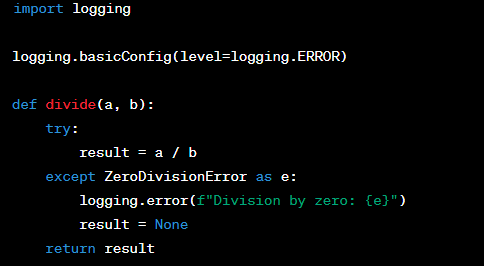 import logging

logging.basicConfig(level=logging.ERROR)

def divide(a, b):
    try:
        result = a / b
    except ZeroDivisionError as e:
        logging.error(f"Division by zero: {e}")
        result = None
    return result